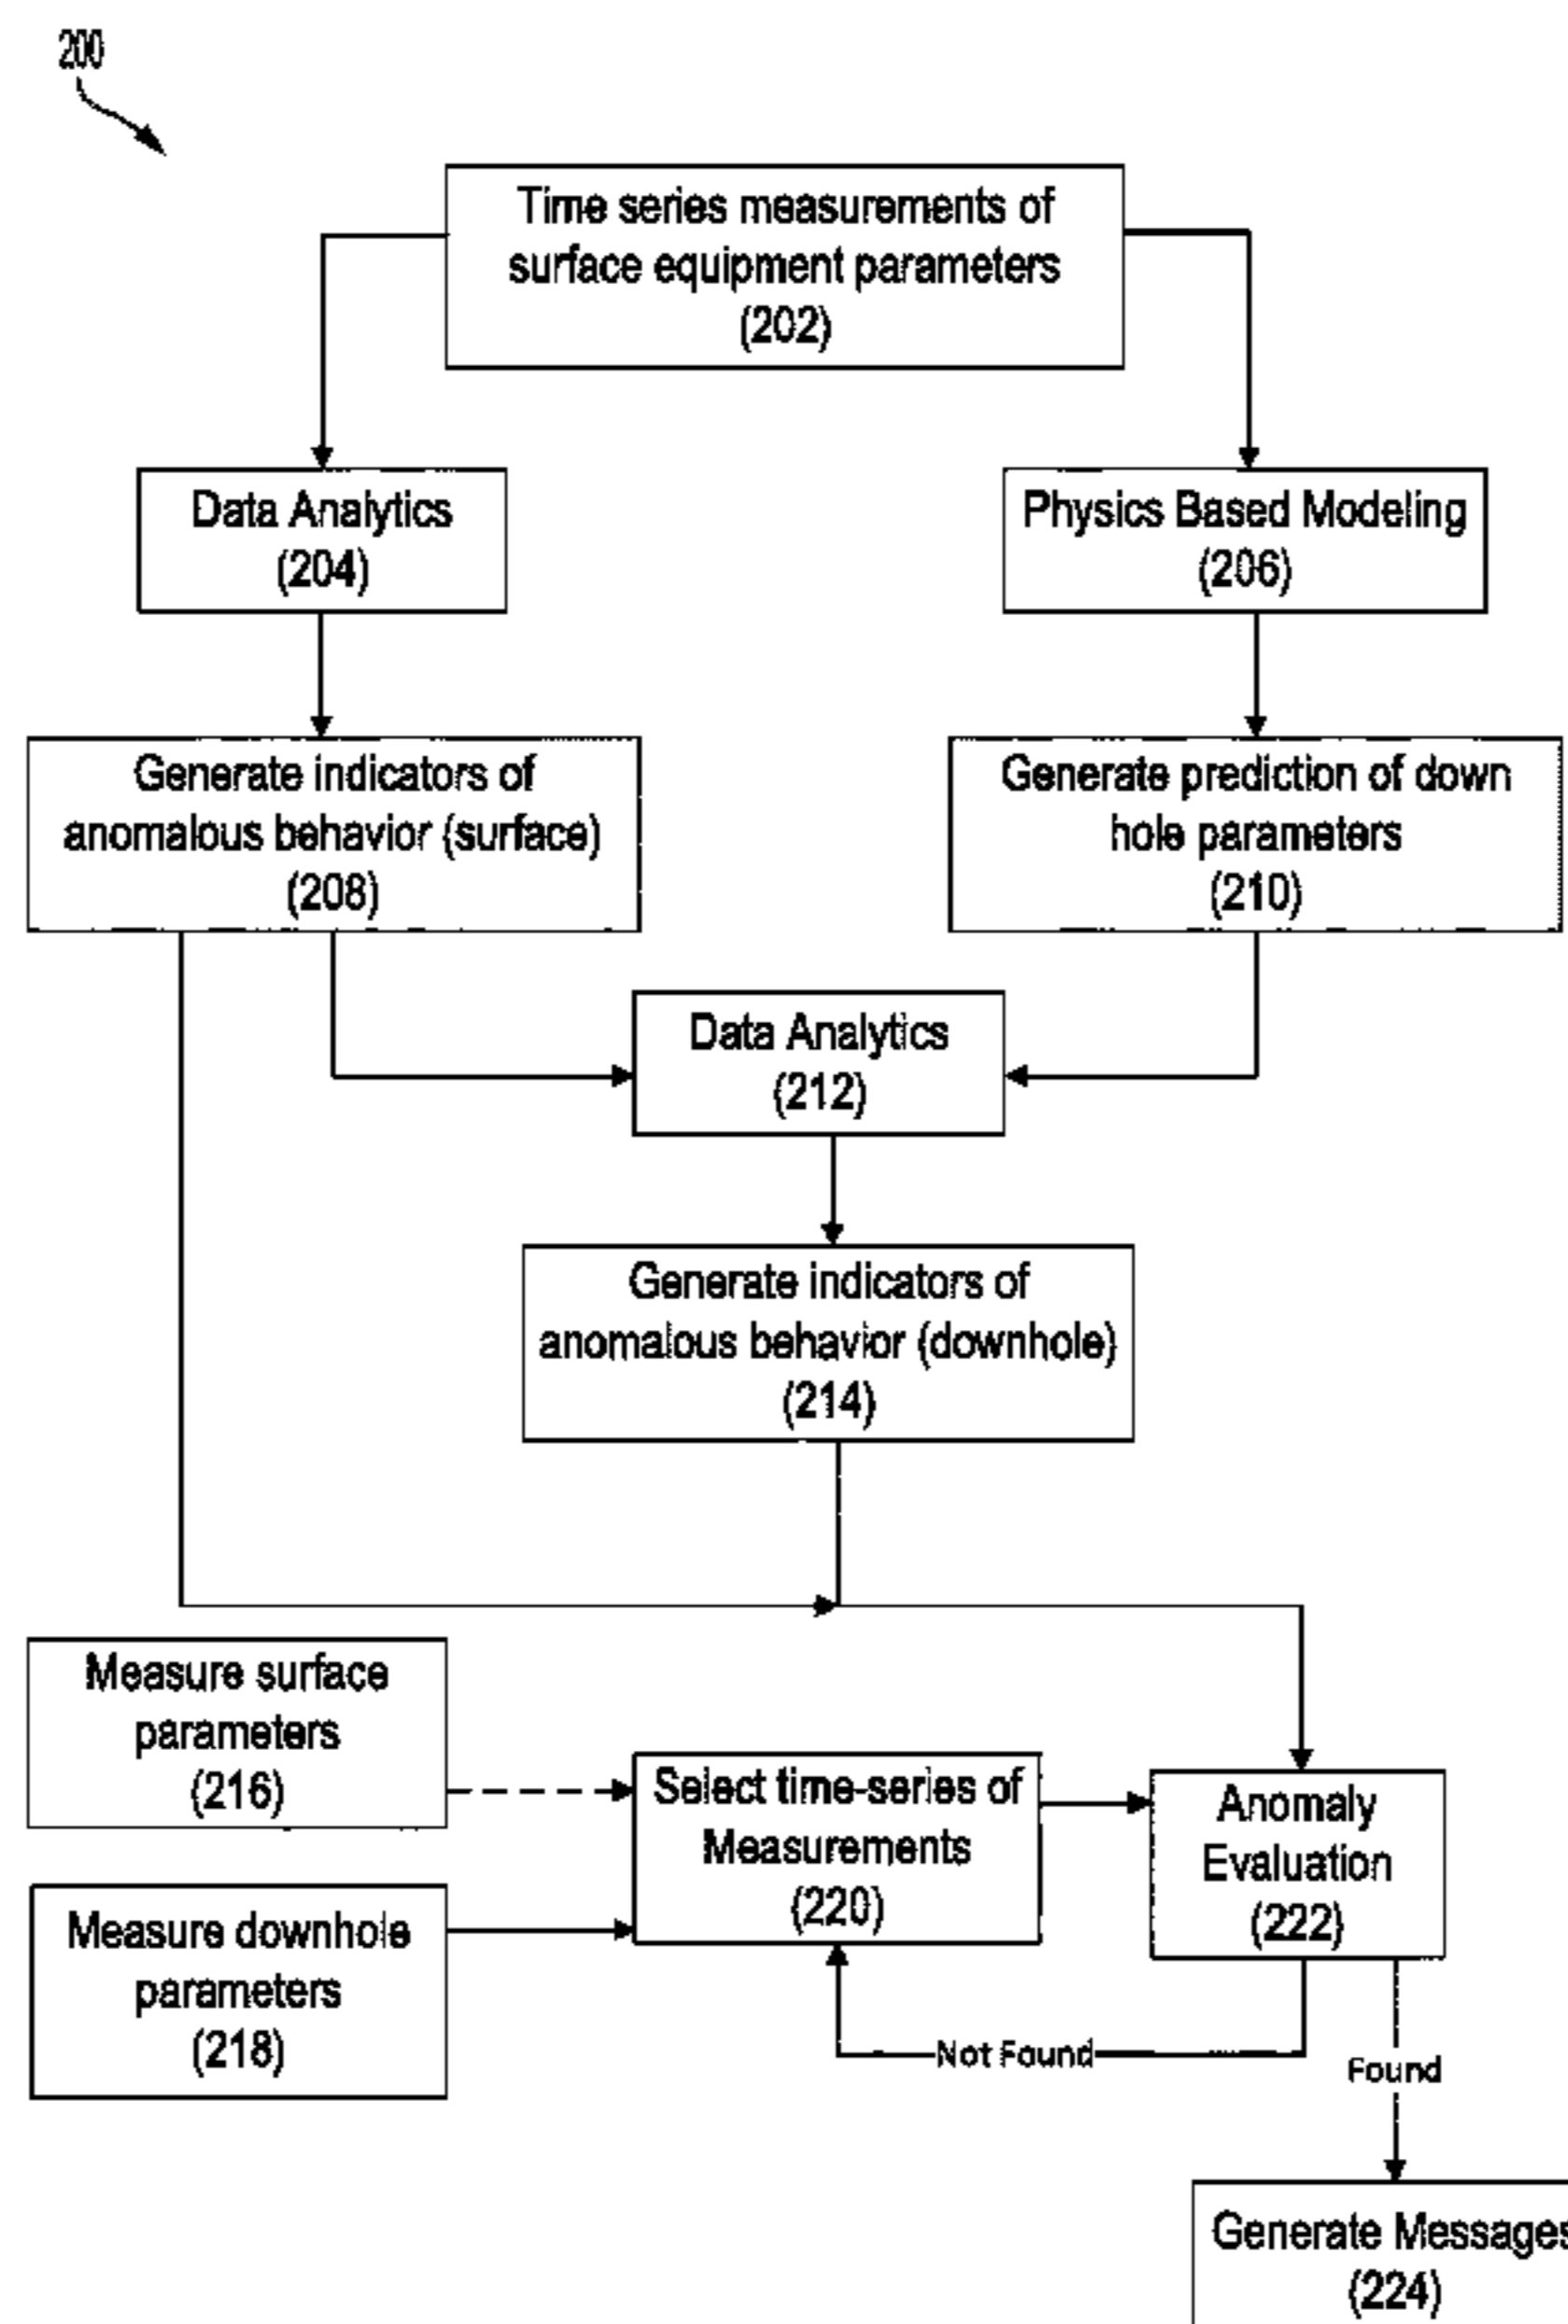 200
Time series measurements of
surface equipment parameters
(202)
Data Analytics
(204)
Physics Based Modeling
(206)
Generate indicators of
anomalous behavior (surface)
(208)
Generate prediction of down
hole parameters
(210)
Data Analytics
(212)
Generate indicators of
anomalous behavior (downhole)
(214)
Measure surface
parameters
(216)
Measure downhole
parameters
(218)
Select time-series of
Measurements
(220)
Anomaly
Evaluation
(222)
Not Found
Found
Generate Messages
(224)